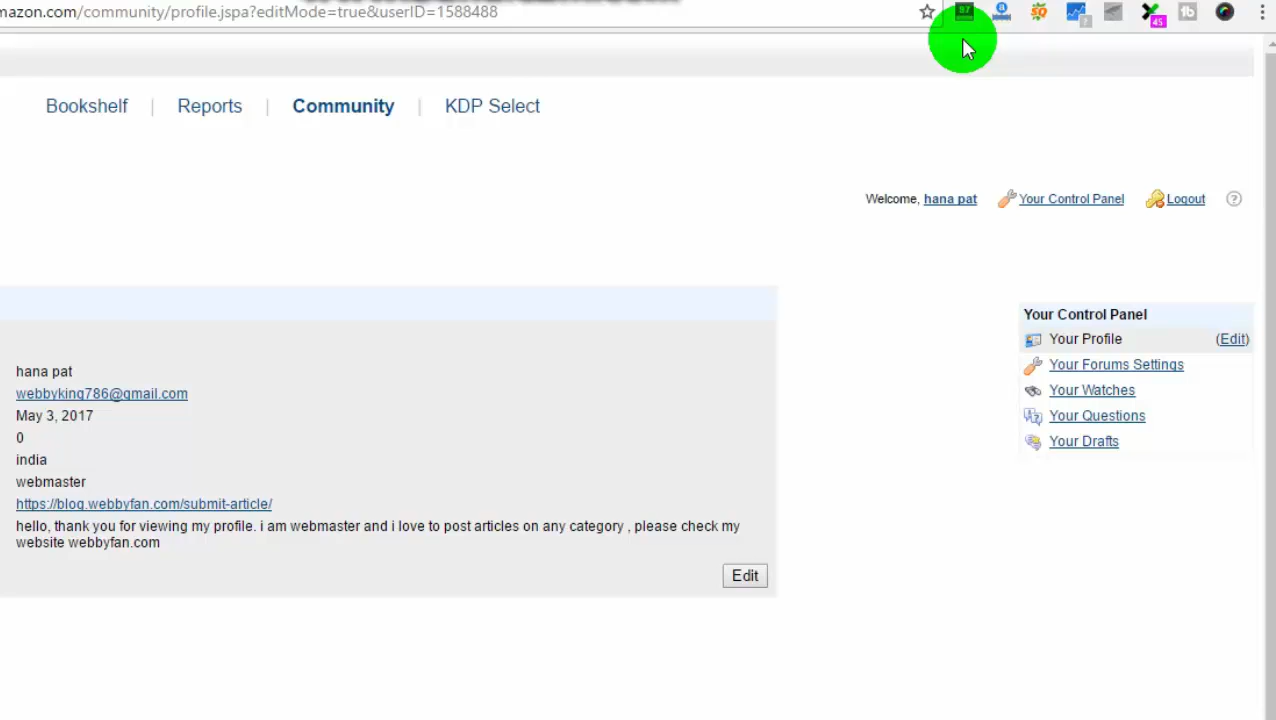 mazon.com/community/profile.jspa?editMode=true&userID=1588488
97
a
SQ
?
45
tb
Bookshelf | Reports | Community | KDP Select
Welcome, hana pat Your Control Panel Logout ?
Your Control Panel
Your Profile (Edit)
Your Forums Settings
Your Watches
Your Questions
Your Drafts
hana pat
webbyking786@gmail.com
May 3, 2017
0
india
webmaster
https://blog.webbyfan.com/submit-article/
hello, thank you for viewing my profile. i am webmaster and i love to post articles on any category , please check my
website webbyfan.com
Edit